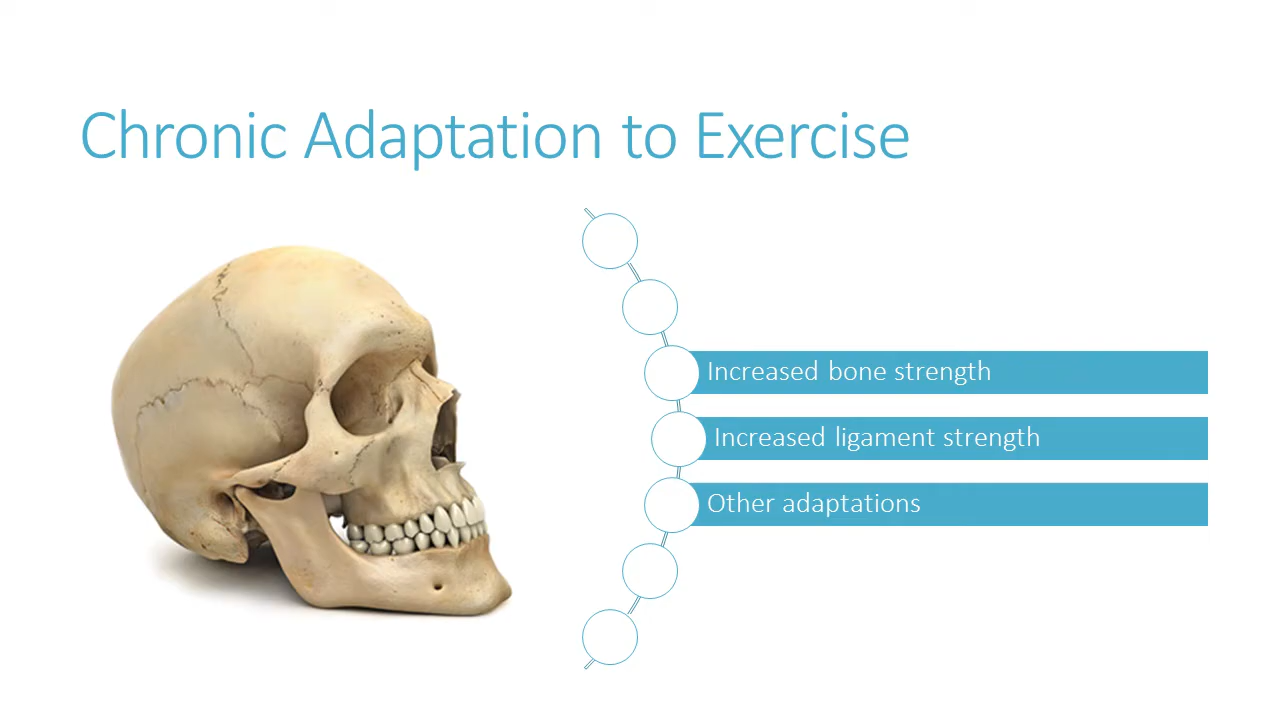 Chronic Adaptation to Exercise
Increased bone strength
Increased ligament strength
Other adaptations